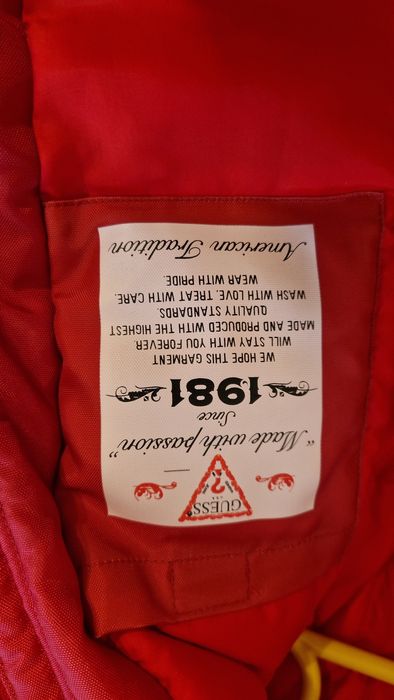 GUESS
?
"Made with passion"
Since
1981
WE HOPE THIS GARMENT
WILL STAY WITH YOU FOREVER.
MADE AND PRODUCED WITH THE HIGHEST
QUALITY STANDARDS.
WASH WITH LOVE. TREAT WITH CARE.
WEAR WITH PRIDE.
American Tradition